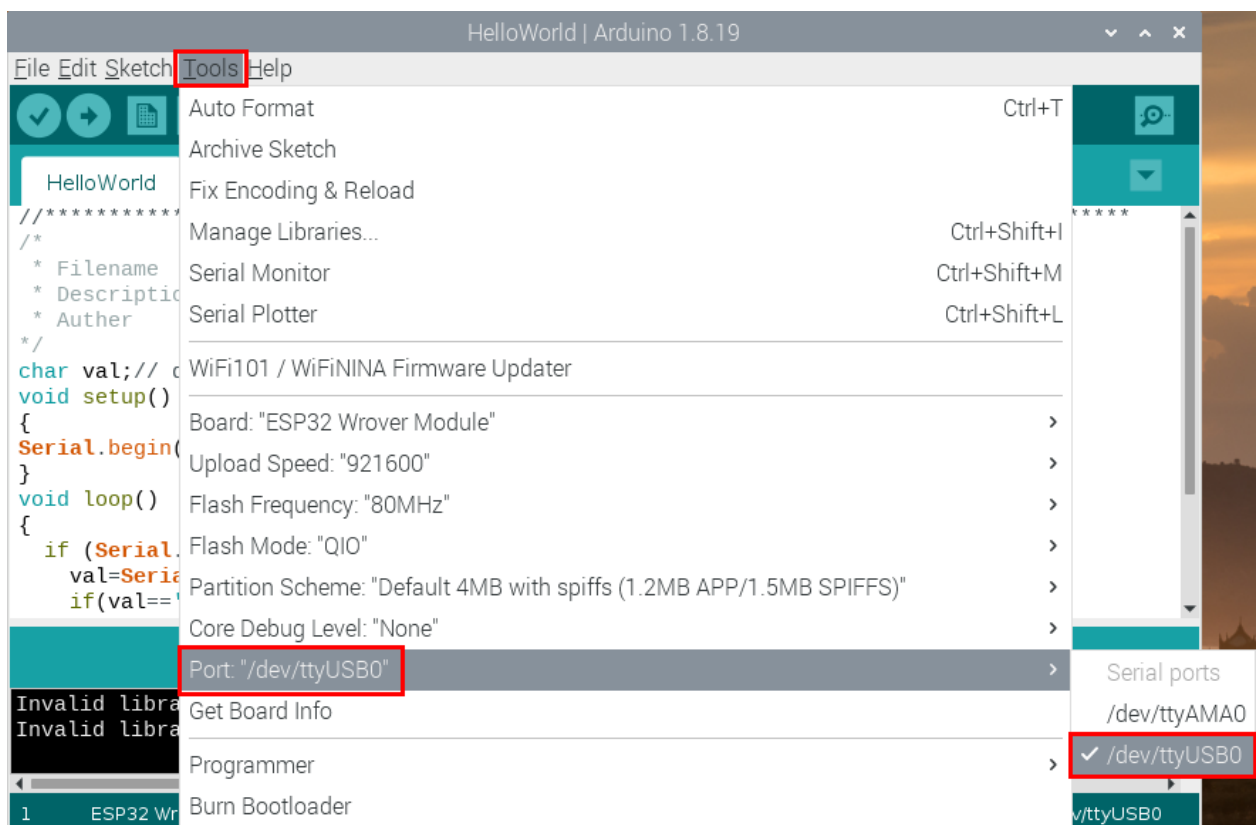 HelloWorld | Arduino 1.8.19
File Edit Sketch Tools Help
Auto Format Ctrl+T
Archive Sketch
Fix Encoding & Reload
Manage Libraries... Ctrl+Shift+I
Serial Monitor Ctrl+Shift+M
Serial Plotter Ctrl+Shift+L
WiFi101 / WiFiNINA Firmware Updater
Board: "ESP32 Wrover Module"
Upload Speed: "921600"
Flash Frequency: "80MHz"
Flash Mode: "QIO"
Partition Scheme: "Default 4MB with spiffs (1.2MB APP/1.5MB SPIFFS)"
Core Debug Level: "None"
Port: "/dev/ttyUSB0"
Get Board Info
Programmer
Burn Bootloader
Serial ports
/dev/ttyAMA0
/dev/ttyUSB0
HelloWorld
//*********** *****
/*
* Filename
* Descriptio
* Auther
*/
char val;//
void setup()
{
Serial.begin(
}
void loop()
{
if (Serial.
val=Seria
if(val=='
Invalid libra
Invalid libra
1 ESP32 Wr v/ttyUSB0